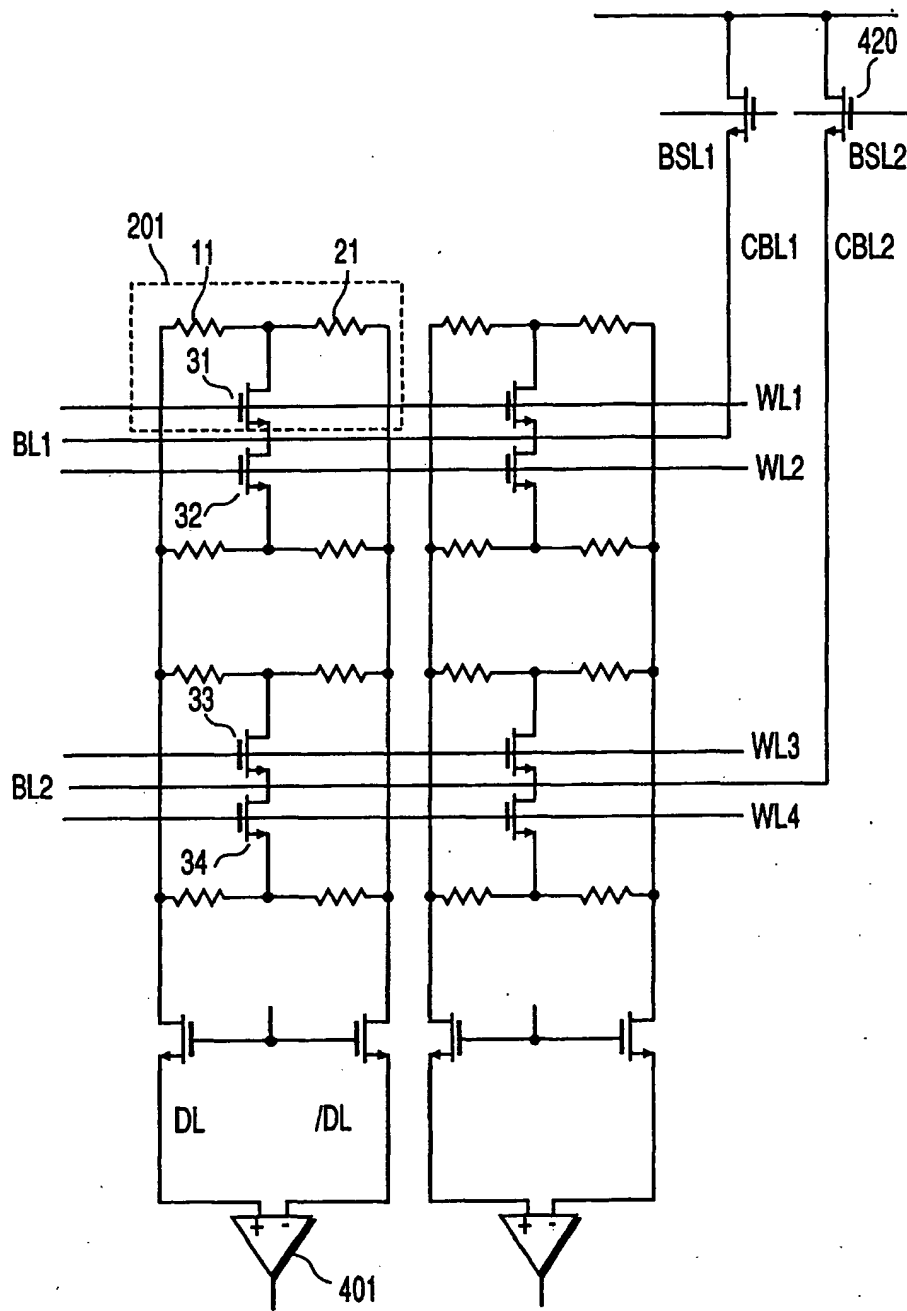 420
BSL1
BSL2
201
11
21
CBL1
CBL2
31
WL1
BL1
WL2
32
33
WL3
BL2
WL4
34
DL
/DL
+ -
+ -
401